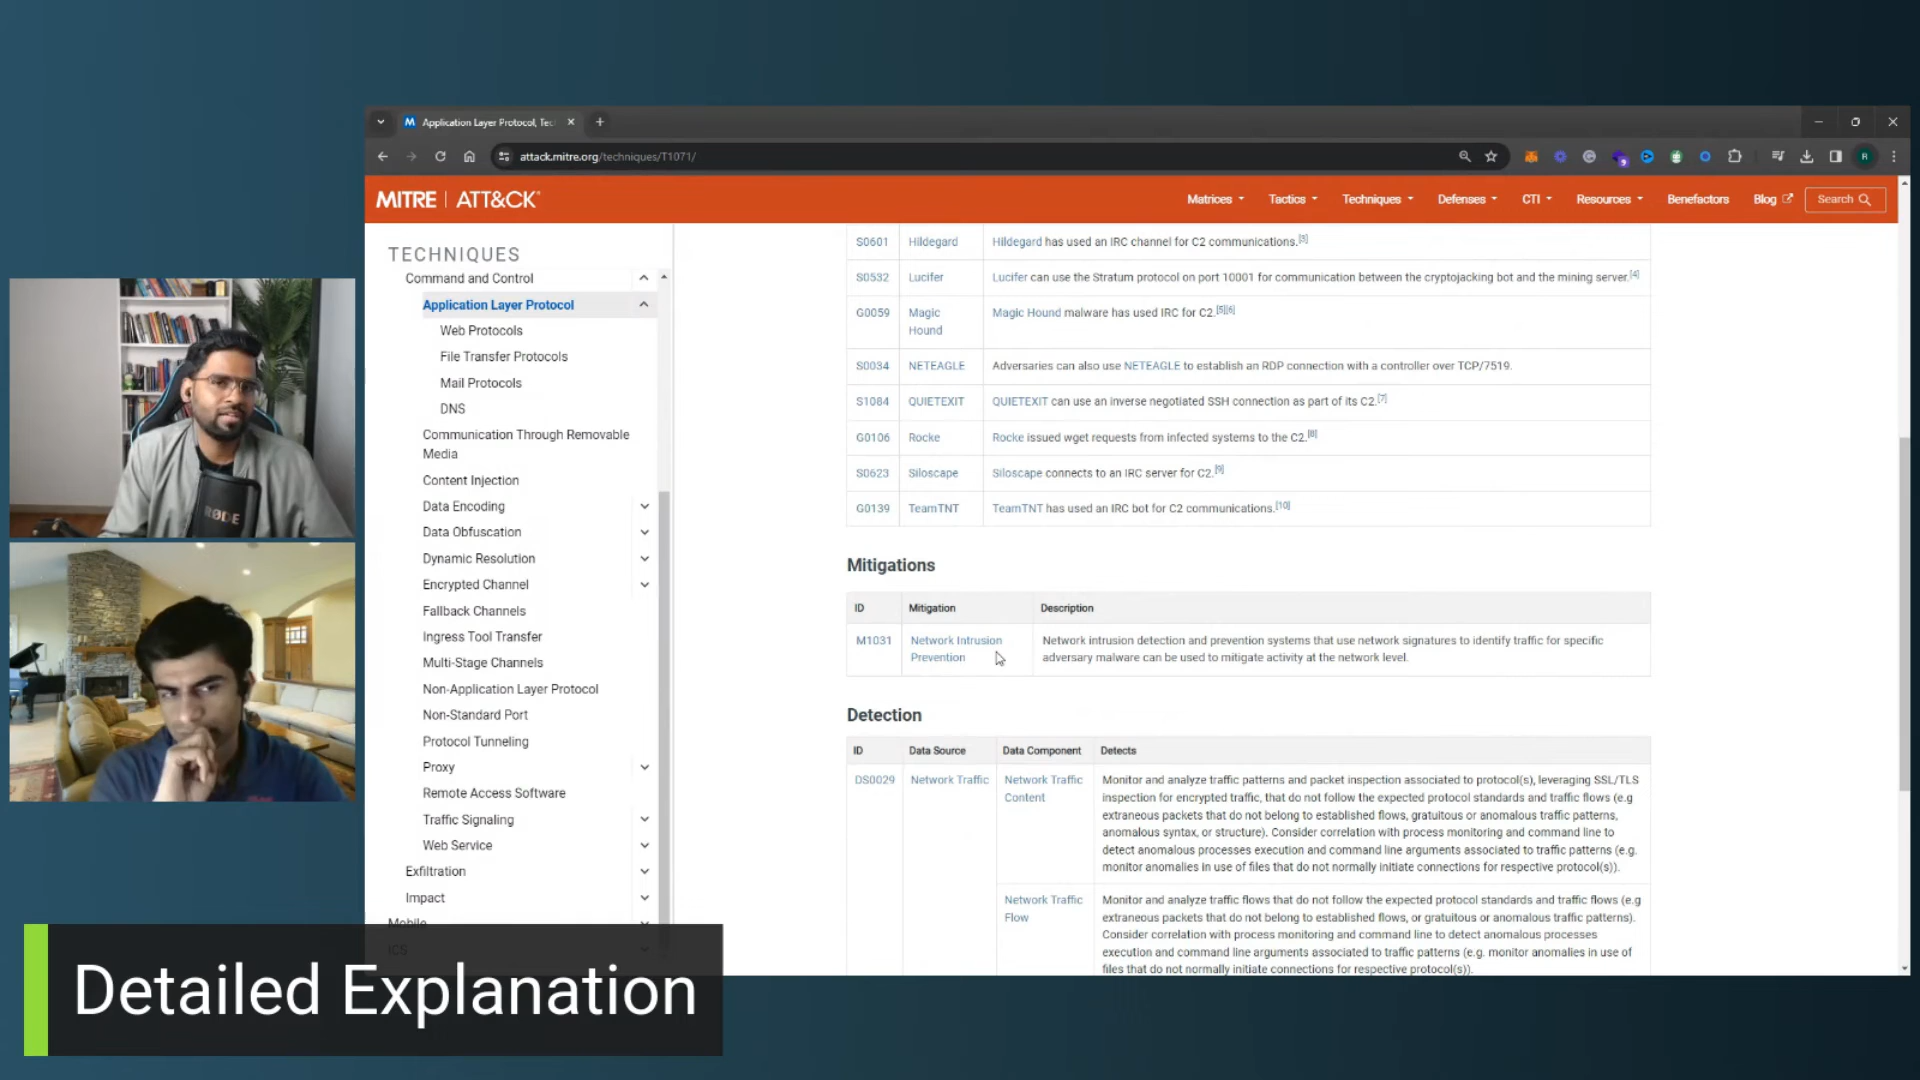 Application Layer Protocol, Tec
attack.mitre.org/techniques/T1071/
R
MITRE | ATT&CK®
Matrices
Tactics
Techniques
Defenses
CTI
Resources
Benefactors
Blog
Search
TECHNIQUES
Command and Control
Application Layer Protocol
Web Protocols
File Transfer Protocols
Mail Protocols
DNS
Communication Through Removable
Media
Content Injection
Data Encoding
Data Obfuscation
Dynamic Resolution
Encrypted Channel
Fallback Channels
Ingress Tool Transfer
Multi-Stage Channels
Non-Application Layer Protocol
Non-Standard Port
Protocol Tunneling
Proxy
Remote Access Software
Traffic Signaling
Web Service
Exfiltration
Impact
Mobile
ICS
S0601 Hildegard Hildegard has used an IRC channel for C2 communications.[3]
S0532 Lucifer Lucifer can use the Stratum protocol on port 10001 for communication between the cryptojacking bot and the mining server.[4]
G0059 Magic Magic Hound malware has used IRC for C2.[5][6]
Hound
S0034 NETEAGLE Adversaries can also use NETEAGLE to establish an RDP connection with a controller over TCP/7519.
S1084 QUIETEXIT QUIETEXIT can use an inverse negotiated SSH connection as part of its C2.[7]
G0106 Rocke Rocke issued wget requests from infected systems to the C2.[8]
S0623 Siloscape Siloscape connects to an IRC server for C2.[9]
G0139 TeamTNT TeamTNT has used an IRC bot for C2 communications.[10]
Mitigations
ID Mitigation Description
M1031 Network Intrusion Network intrusion detection and prevention systems that use network signatures to identify traffic for specific
Prevention adversary malware can be used to mitigate activity at the network level.
Detection
ID Data Source Data Component Detects
DS0029 Network Traffic Network Traffic Monitor and analyze traffic patterns and packet inspection associated to protocol(s), leveraging SSL/TLS
Content inspection for encrypted traffic, that do not follow the expected protocol standards and traffic flows (e.g
extraneous packets that do not belong to established flows, gratuitous or anomalous traffic patterns,
anomalous syntax, or structure). Consider correlation with process monitoring and command line to
detect anomalous processes execution and command line arguments associated to traffic patterns (e.g.
monitor anomalies in use of files that do not normally initiate connections for respective protocol(s)).
Network Traffic Monitor and analyze traffic flows that do not follow the expected protocol standards and traffic flows (e.g
Flow extraneous packets that do not belong to established flows, or gratuitous or anomalous traffic patterns).
Consider correlation with process monitoring and command line to detect anomalous processes
execution and command line arguments associated to traffic patterns (e.g. monitor anomalies in use of
files that do not normally initiate connections for respective protocol(s)).
RØDE
Detailed Explanation